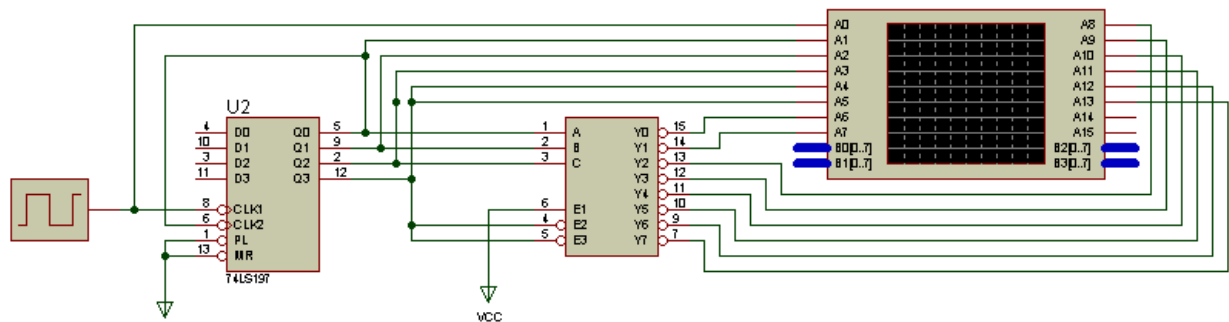 A0 A8
A1 A9
A2 A10
A3 A11
A4 A12
A5 A13
A6 A14
A7 A15
B0[0..7] B2[0..7]
B1[0..7] B3[0..7]
U2
4 D0 Q0 5
10 D1 Q1 9
3 D2 Q2 2
11 D3 Q3 12
8 CLK1
6 CLK2
1 PL
13 MR
74LS197
1 A Y0 15
2 B Y1 14
3 C Y2 13
Y3 12
Y4 11
6 E1 Y5 10
4 E2 Y6 9
5 E3 Y7 7
VCC